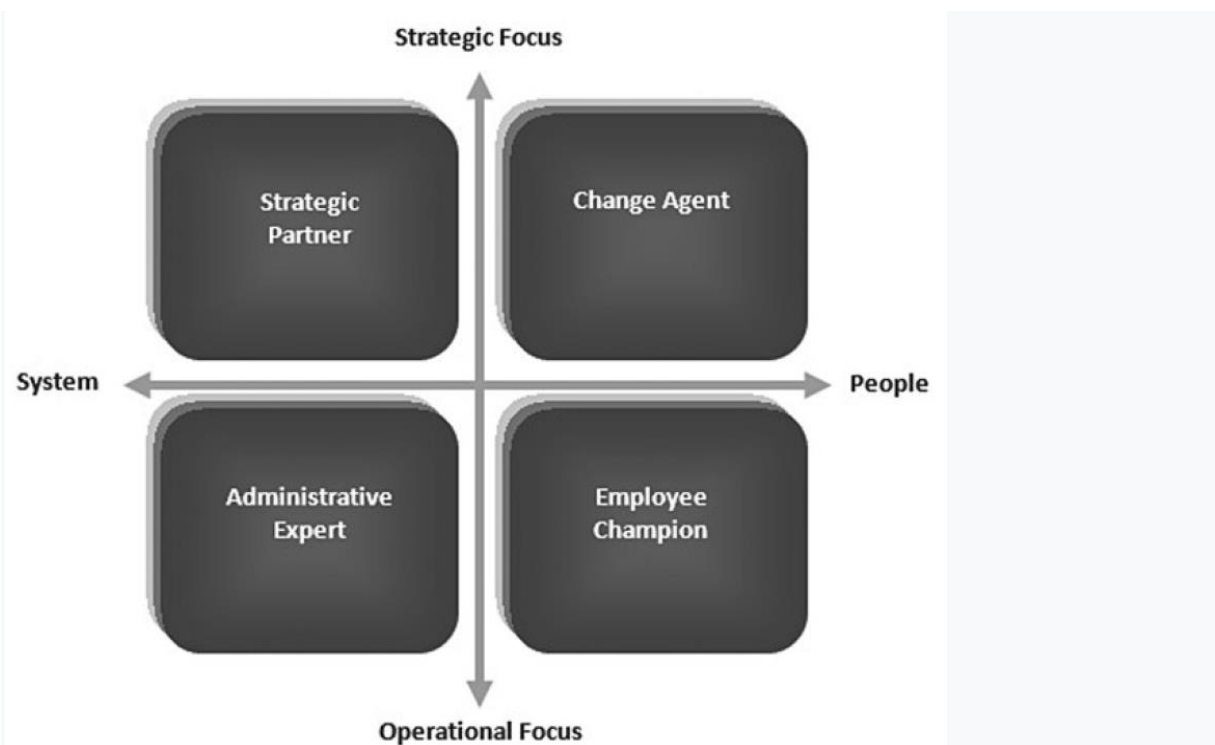 Strategic Focus
Strategic
Partner
Change Agent
System
People
Administrative
Expert
Employee
Champion
Operational Focus